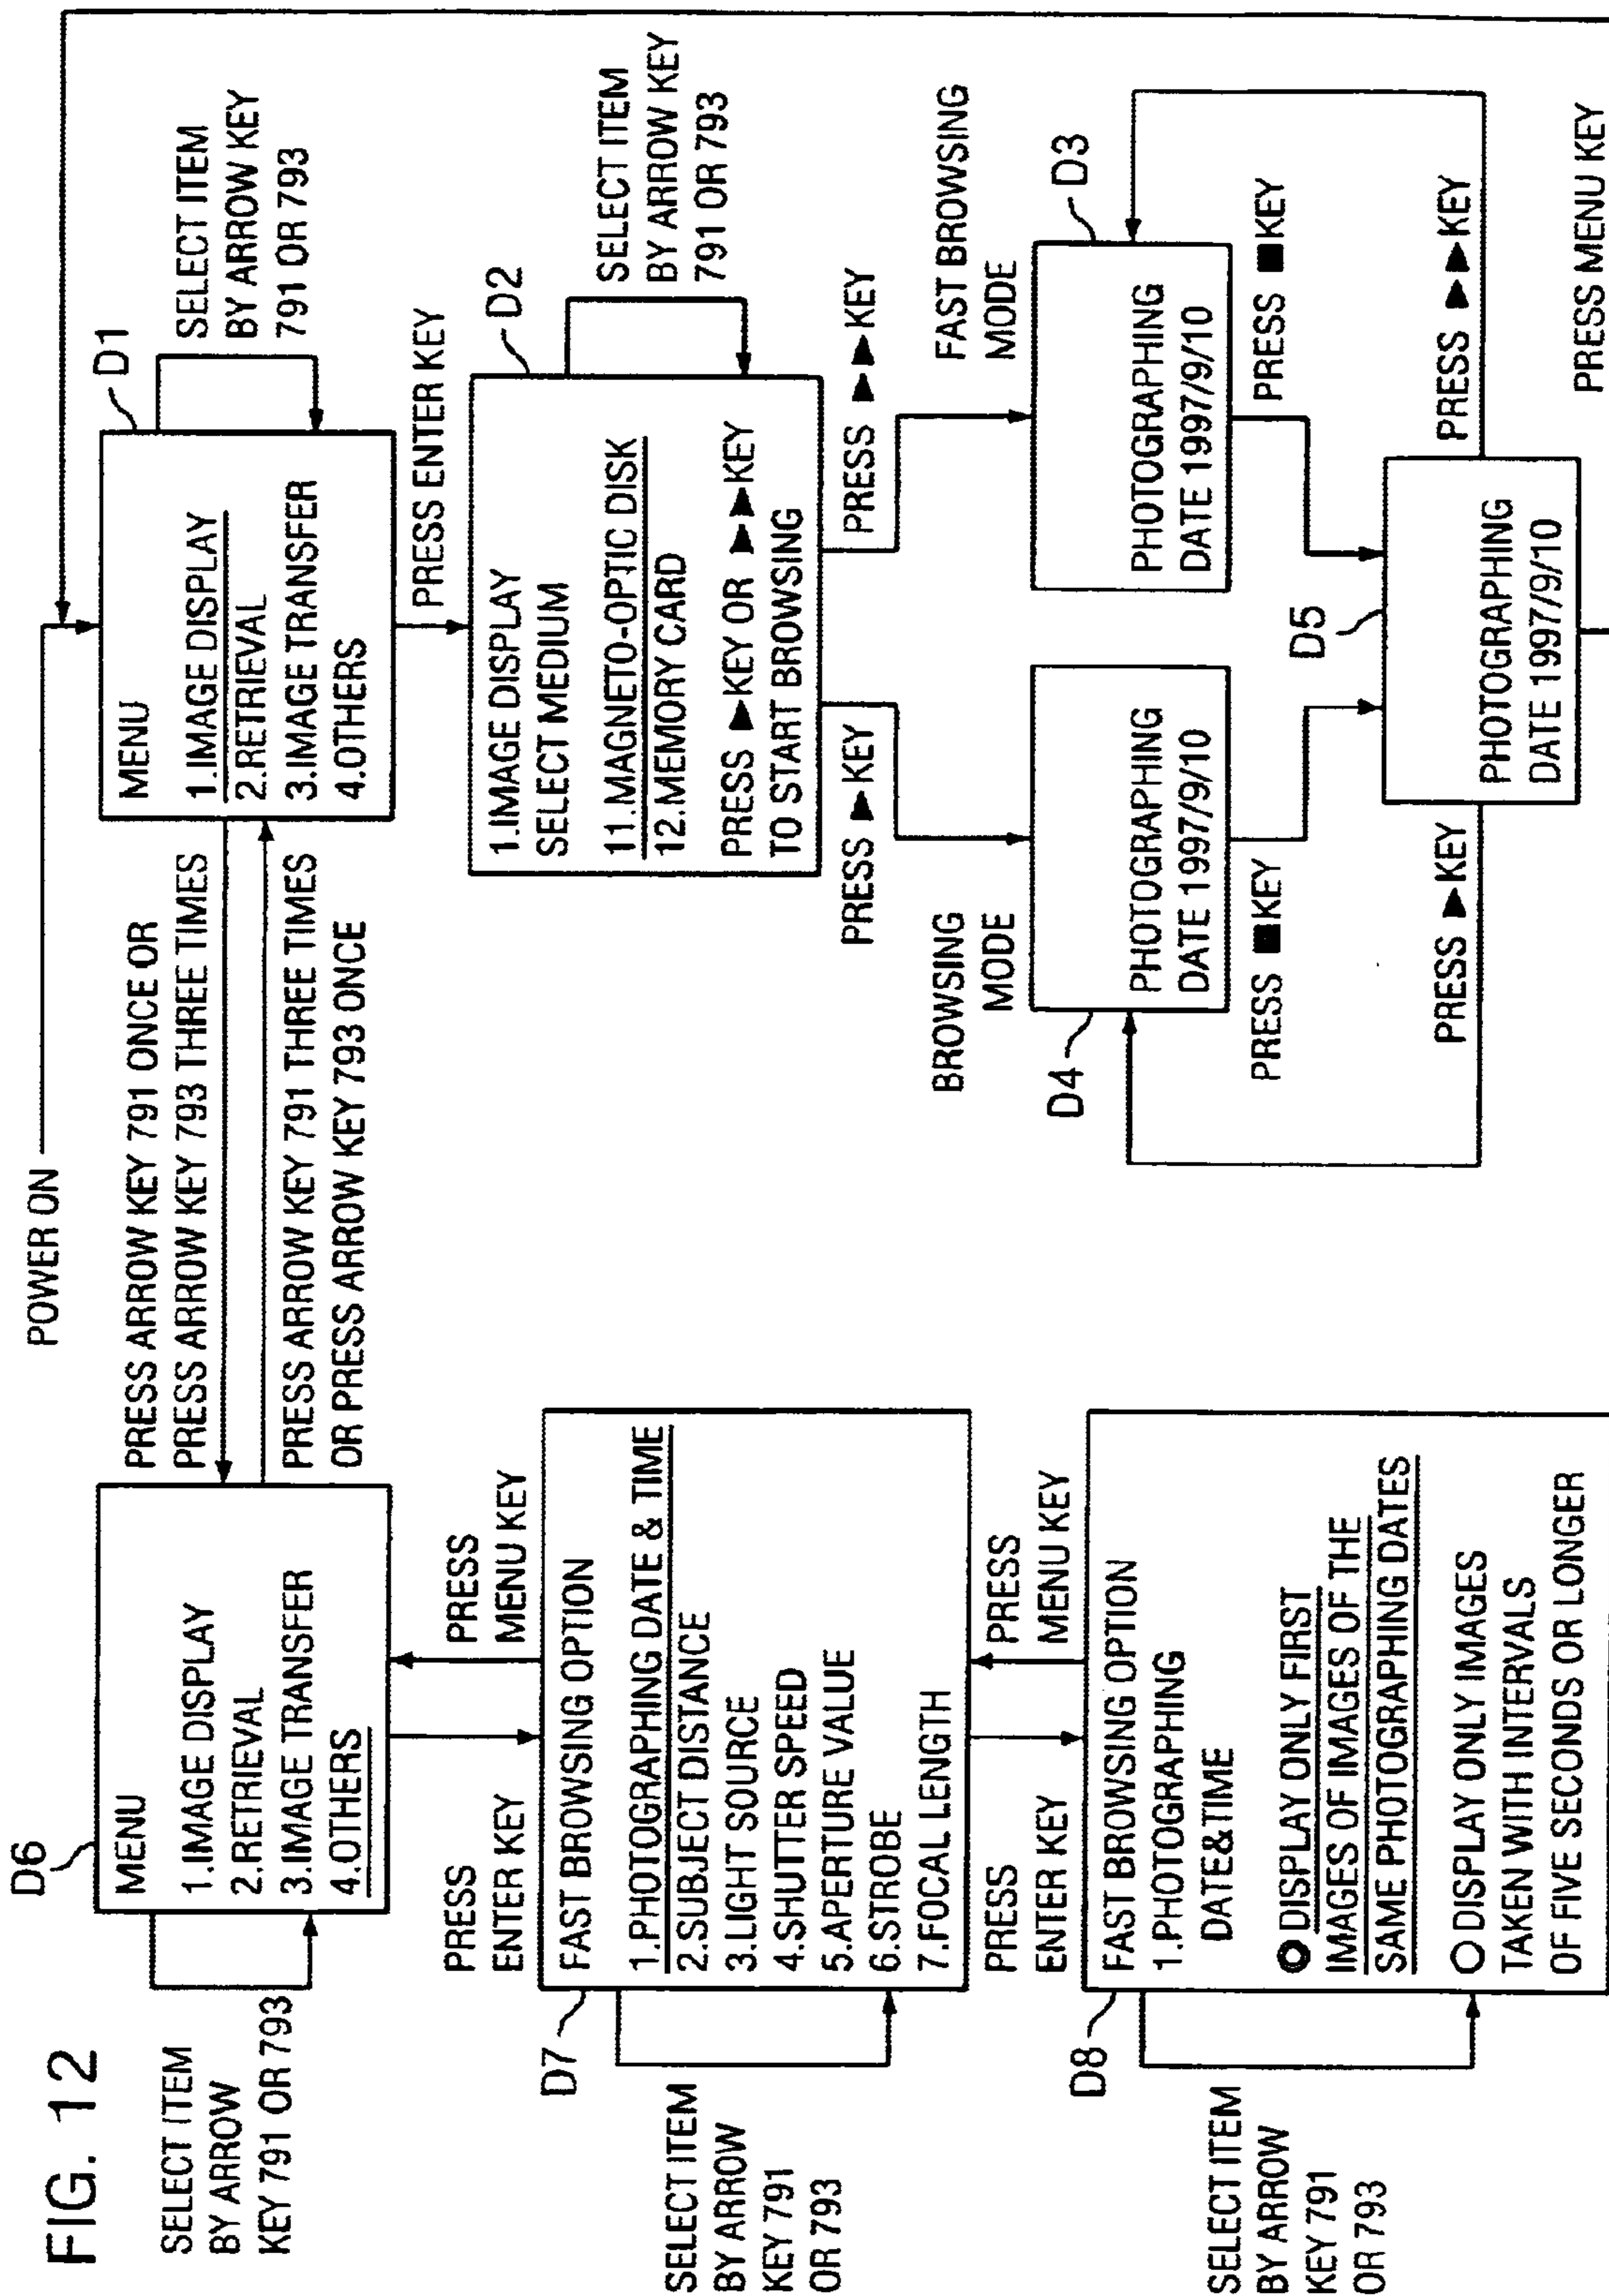 FIG. 12
POWER ON
D6
MENU
1.IMAGE DISPLAY
2.RETRIEVAL
3.IMAGE TRANSFER
4.OTHERS
SELECT ITEM
BY ARROW
KEY 791 OR 793
PRESS ARROW KEY 791 ONCE OR
PRESS ARROW KEY 793 THREE TIMES
PRESS ARROW KEY 791 THREE TIMES
OR PRESS ARROW KEY 793 ONCE
D1
MENU
1.IMAGE DISPLAY
2.RETRIEVAL
3.IMAGE TRANSFER
4.OTHERS
SELECT ITEM
BY ARROW KEY
791 OR 793
PRESS
ENTER KEY
PRESS
MENU KEY
PRESS ENTER KEY
D7
FAST BROWSING OPTION
1.PHOTOGRAPHING DATE & TIME
2.SUBJECT DISTANCE
3.LIGHT SOURCE
4.SHUTTER SPEED
5.APERTURE VALUE
6.STROBE
7.FOCAL LENGTH
SELECT ITEM
BY ARROW
KEY 791
OR 793
D2
1.IMAGE DISPLAY
SELECT MEDIUM
11.MAGNETO-OPTIC DISK
12.MEMORY CARD
PRESS ▶KEY OR ▶▶KEY
TO START BROWSING
SELECT ITEM
BY ARROW KEY
791 OR 793
PRESS ▶KEY
PRESS ▶▶KEY
PRESS
ENTER KEY
PRESS
MENU KEY
BROWSING
MODE
FAST BROWSING
MODE
D4
PHOTOGRAPHING
DATE 1997/9/10
D3
PHOTOGRAPHING
DATE 1997/9/10
PRESS ■KEY
PRESS ■KEY
D8
FAST BROWSING OPTION
1.PHOTOGRAPHING
DATE&TIME
◎ DISPLAY ONLY FIRST
IMAGES OF IMAGES OF THE
SAME PHOTOGRAPHING DATES
○ DISPLAY ONLY IMAGES
TAKEN WITH INTERVALS
OF FIVE SECONDS OR LONGER
SELECT ITEM
BY ARROW
KEY 791
OR 793
D5
PHOTOGRAPHING
DATE 1997/9/10
PRESS ▶KEY
PRESS ▶▶KEY
PRESS MENU KEY